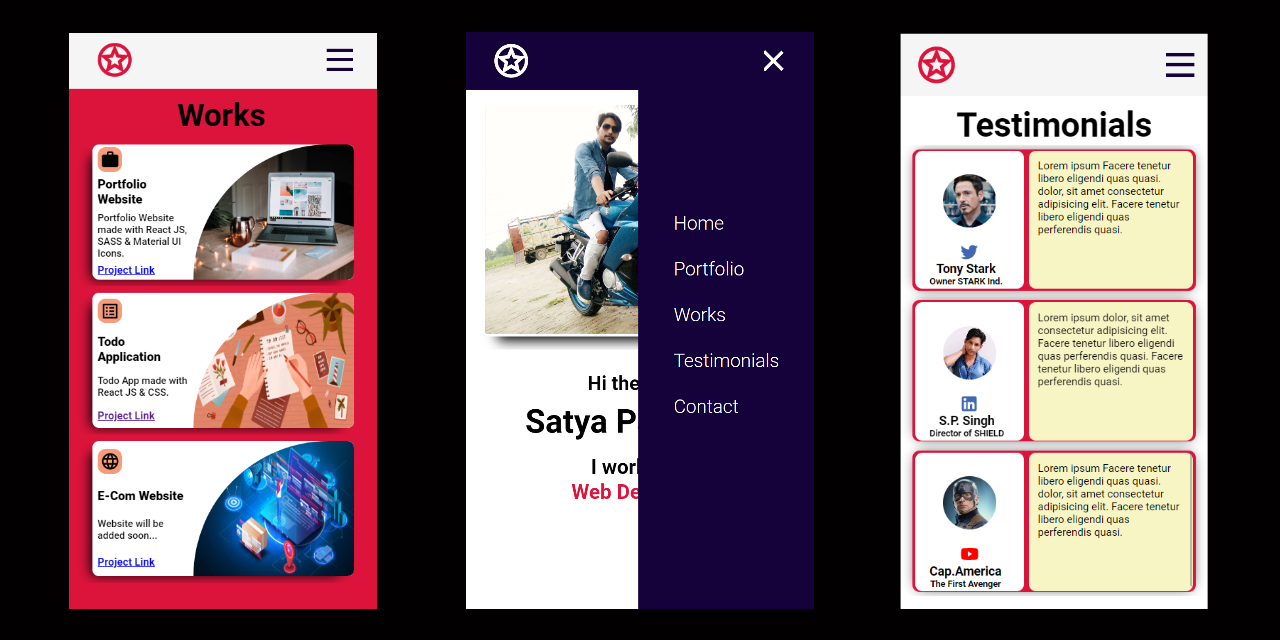 Works
Portfolio
Website
Portfolio Website
made with React JS,
SASS & Material UI
Icons.
Project Link
Todo
Application
Todo App made with
React JS & CSS.
Project Link
E-Com Website
Website will be
added soon...
Project Link
Hi the
Satya P
I worl
Web De
Home
Portfolio
Works
Testimonials
Contact
Testimonials
Tony Stark
Owner STARK Ind.
Lorem ipsum Facere tenetur
libero eligendi quas quasi.
dolor, sit amet consectetur
adipisicing elit. Facere tenetur
libero eligendi quas
perferendis quasi.
S.P. Singh
Director of SHIELD
Lorem ipsum dolor, sit amet
consectetur adipisicing elit.
Facere tenetur libero eligendi
quas perferendis quasi. Facere
tenetur libero eligendi quas
perferendis quasi.
Cap.America
The First Avenger
Lorem ipsum Facere tenetur
libero eligendi quas quasi.
dolor, sit amet consectetur
adipisicing elit. Facere tenetur
libero eligendi quas
perferendis quasi.